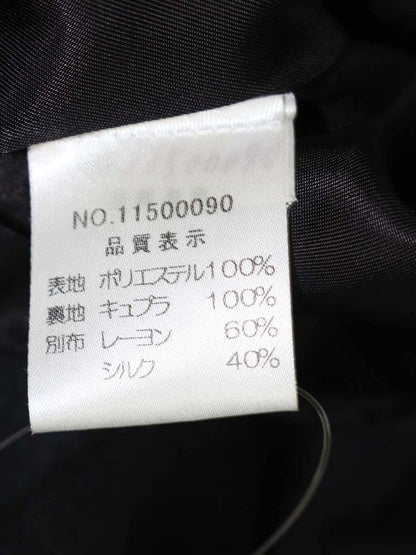 NO.11500090
品質表示
表地 ポリエステル100%
裏地 キュプラ 100%
別布 レーヨン 60%
シルク 40%